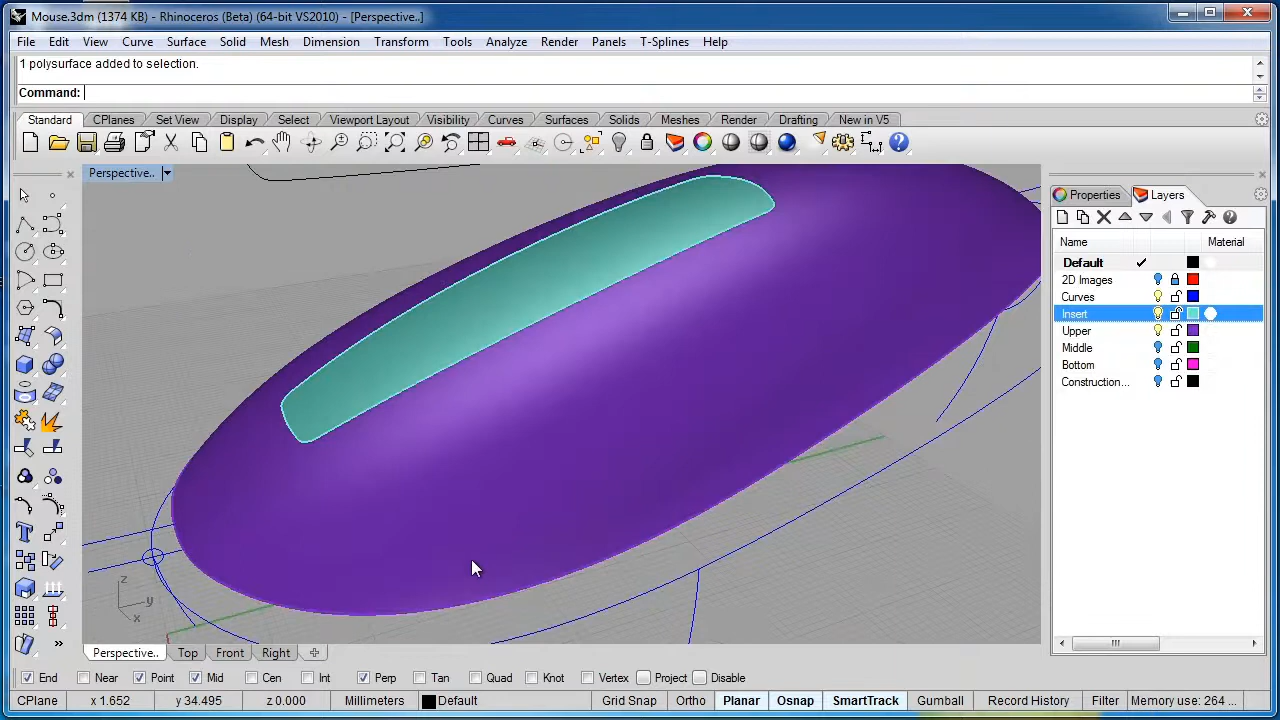 Mouse.3dm (1374 KB) - Rhinoceros (Beta) (64-bit VS2010) - [Perspective..]
File Edit View Curve Surface Solid Mesh Dimension Transform Tools Analyze Render Panels T-Splines Help
1 polysurface added to selection.
Command:
Standard CPlanes Set View Display Select Viewport Layout Visibility Curves Surfaces Solids Meshes Render Drafting New in V5
Perspective..
Properties Layers
Name Material
Default
2D Images
Curves
Insert
Upper
Middle
Bottom
Construction...
z
y
x
Perspective.. Top Front Right
End Near Point Mid Cen Int Perp Tan Quad Knot Vertex Project Disable
CPlane x 1.652 y 34.495 z 0.000 Millimeters Default Grid Snap Ortho Planar Osnap SmartTrack Gumball Record History Filter Memory use: 264 ...